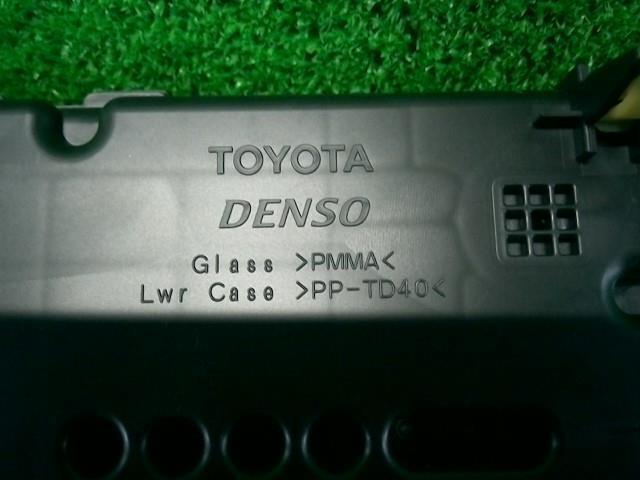 TOYOTA
DENSO
Glass >PMMA<
Lwr Case >PP-TD40<